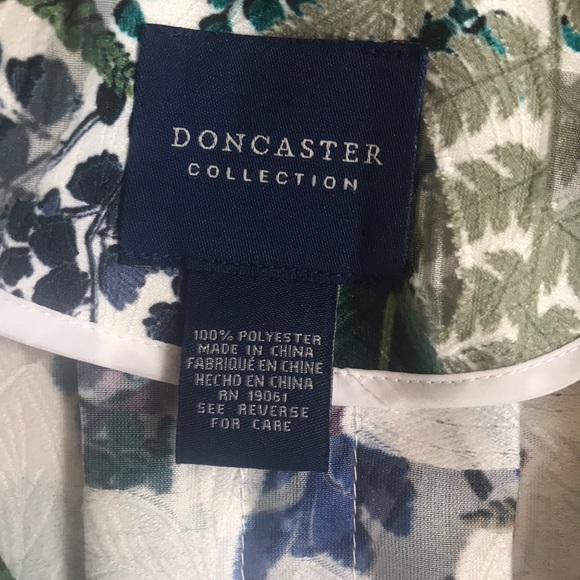 DONCASTER
COLLECTION
100% POLYESTER
MADE IN CHINA
FABRIQUÉ EN CHINE
HECHO EN CHINA
RN 19061
SEE REVERSE
FOR CARE